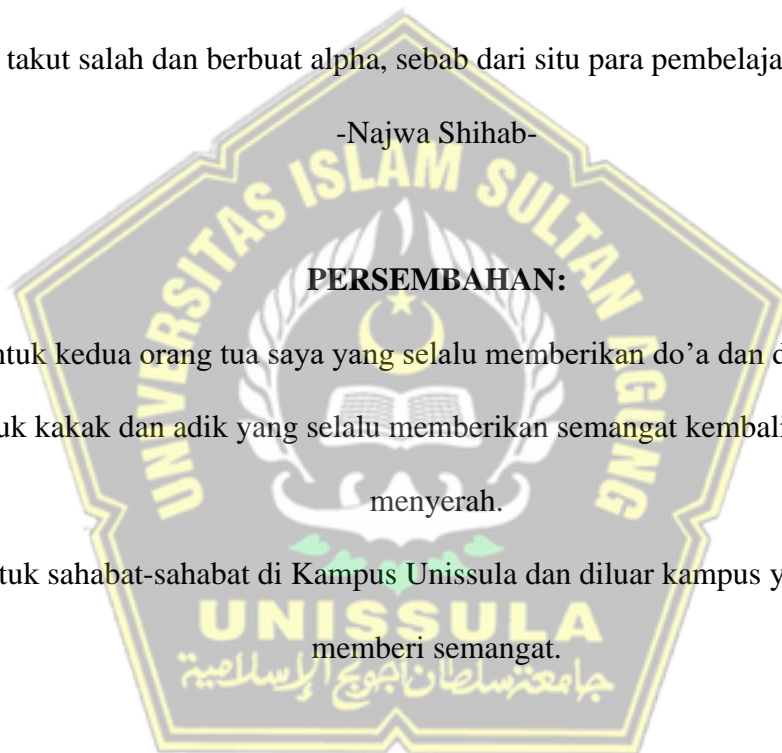 takut salah dan berbuat alpha, sebab dari situ para pembelaja
-Najwa Shihab-
UNIVERSITAS ISLAM SULTAN AGUNG
PERSEMBAHAN:
ntuk kedua orang tua saya yang selalu memberikan do’a dan d
uk kakak dan adik yang selalu memberikan semangat kembali
menyerah.
tuk sahabat-sahabat di Kampus Unissula dan diluar kampus y
UNISSULA
memberi semangat.
جامعة سلطان أجونج الإسلامية